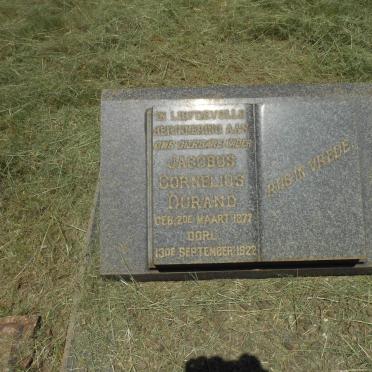 IN LIEFDEVOLLE
HERINNERING AAN
ONS DIERBARE VADER
JACOBUS
CORNELIUS
DURAND
GEB. 2DE MAART 1877
OORL.
13DE SEPTEMBER 1922
RUS IN VREDE.